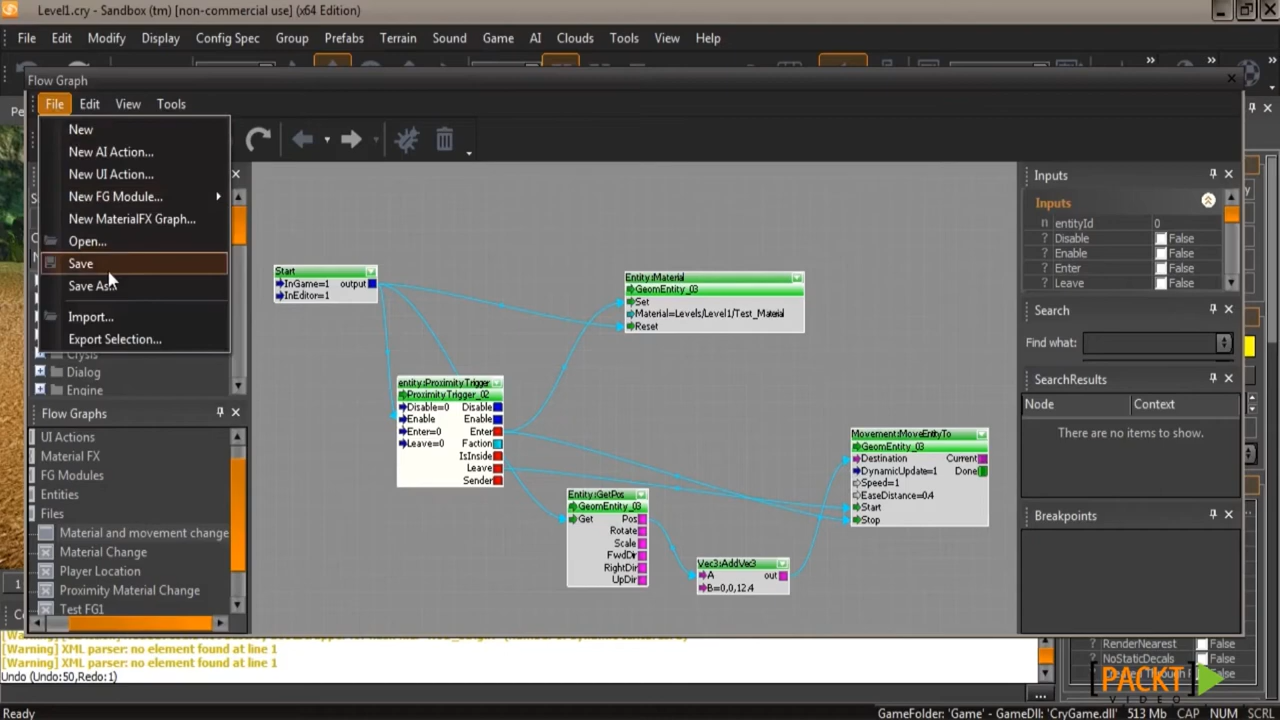 Level1.cry - Sandbox (tm) [non-commercial use] (x64 Edition)
File Edit Modify Display Config Spec Group Prefabs Terrain Sound Game AI Clouds Tools View Help
Flow Graph
File Edit View Tools
New
New AI Action...
New UI Action...
New FG Module...
New MaterialFX Graph...
Open...
Save
Save As...
Import...
Export Selection...
Crysis
Dialog
Engine
Flow Graphs
UI Actions
Material FX
FG Modules
Entities
Files
Material and movement change
Material Change
Player Location
Proximity Material Change
Test FG1
Start
InGame=1 output
InEditor=1
Entity:Material
GeomEntity_03
Set
Material=Levels/Level1/Test_Material
Reset
entity:ProximityTrigger
ProximityTrigger_02
Disable=0 Disable
Enable Enable
Enter=0 Enter
Leave=0 Faction
IsInside
Leave
Sender
Entity:GetPos
GeomEntity_03
Get Pos
Rotate
Scale
FwdDir
RightDir
UpDir
Vec3:AddVec3
A out
B=0,0,12.4
Movement:MoveEntityTo
GeomEntity_03
Destination Current
DynamicUpdate=1 Done
Speed=1
EaseDistance=0.4
Start
Stop
Inputs
Inputs
entityId 0
? Disable False
? Enable False
? Enter False
? Leave False
Search
Find what:
SearchResults
Node Context
There are no items to show.
Breakpoints
[Warning] XML parser: no element found at line 1
[Warning] XML parser: no element found at line 1
Undo (Undo:50,Redo:1)
? RenderNearest False
? NoStaticDecals False
False
PACKT
VIDEO
Ready GameFolder: 'Game' - GameDll: 'CryGame.dll' 513 Mb CAP NUM SCRL